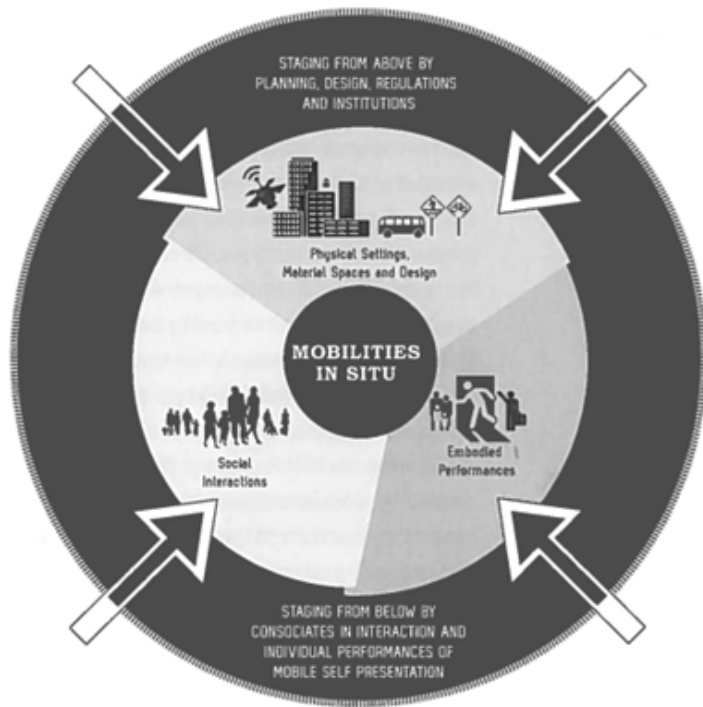 STAGING FROM ABOVE BY
PLANNING, DESIGN, REGULATIONS
AND INSTITUTIONS
Physical Settings,
Material Spaces and Design
MOBILITIES
IN SITU
Social
Interactions
Embodied
Performances
STAGING FROM BELOW BY
CONSOCIATES IN INTERACTION AND
INDIVIDUAL PERFORMANCES OF
MOBILE SELF PRESENTATION